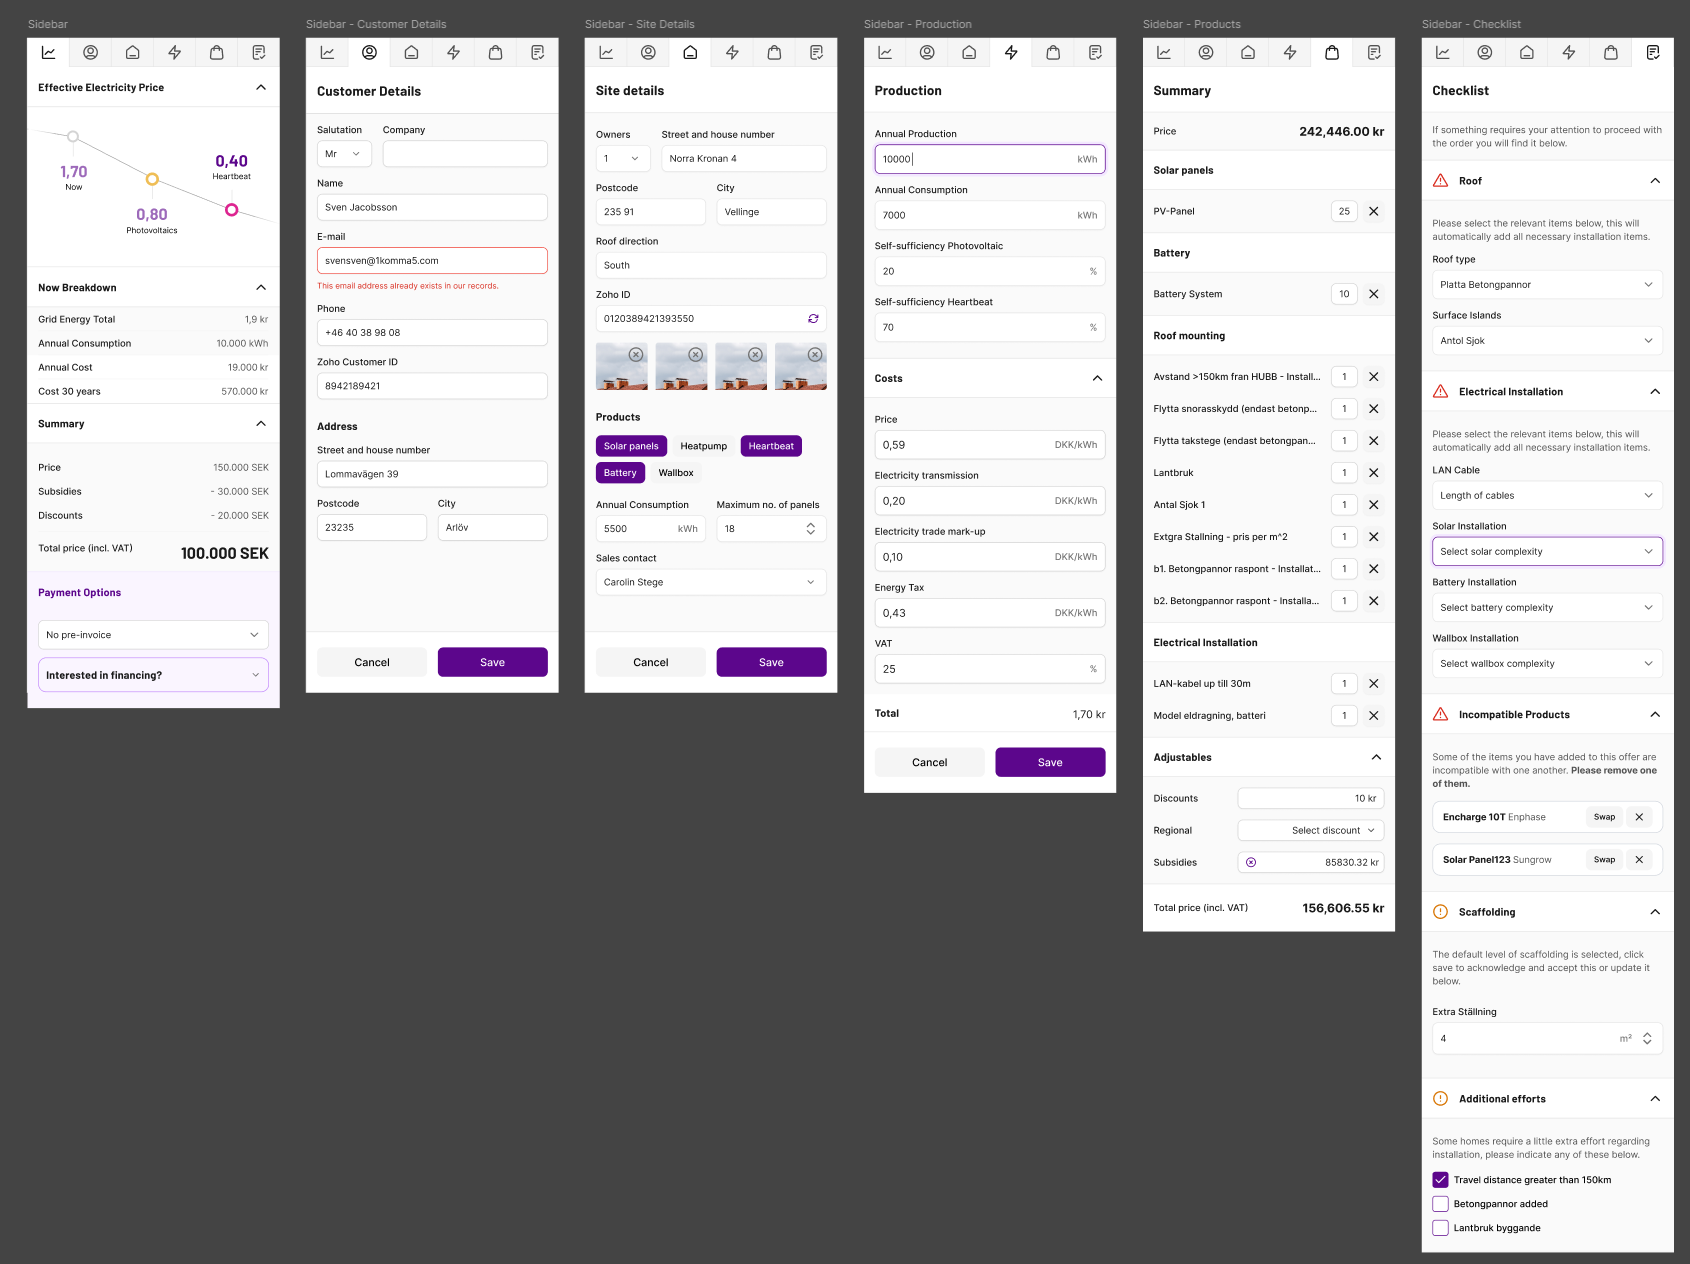 Sidebar
Effective Electricity Price
1,70
Now
0,80
Photovoltaics
0,40
Heartbeat
Now Breakdown
Grid Energy Total 1,9 kr
Annual Consumption 10.000 kWh
Annual Cost 19.000 kr
Cost 30 years 570.000 kr
Summary
Price 150.000 SEK
Subsidies - 30.000 SEK
Discounts - 20.000 SEK
Total price (incl. VAT) 100.000 SEK
Payment Options
No pre-invoice
Interested in financing?
Sidebar - Customer Details
Customer Details
Salutation Company
Mr
Name
Sven Jacobsson
E-mail
svensven@1komma5.com
This email address already exists in our records.
Phone
+46 40 38 98 08
Zoho Customer ID
8942189421
Address
Street and house number
Lommavägen 39
Postcode City
23235 Arlöv
Cancel Save
Sidebar - Site Details
Site details
Owners Street and house number
1 Norra Kronan 4
Postcode City
235 91 Vellinge
Roof direction
South
Zoho ID
0120389421393550
Products
Solar panels Heatpump Heartbeat
Battery Wallbox
Annual Consumption Maximum no. of panels
5500 kWh 18
Sales contact
Carolin Stege
Cancel Save
Sidebar - Production
Production
Annual Production
10000 kWh
Annual Consumption
7000 kWh
Self-sufficiency Photovoltaic
20 %
Self-sufficiency Heartbeat
70 %
Costs
Price
0,59 DKK/kWh
Electricity transmission
0,20 DKK/kWh
Electricity trade mark-up
0,10 DKK/kWh
Energy Tax
0,43 DKK/kWh
VAT
25 %
Total 1,70 kr
Cancel Save
Sidebar - Products
Summary
Price 242,446.00 kr
Solar panels
PV-Panel 25
Battery
Battery System 10
Roof mounting
Avstand >150km fran HUBB - Install... 1
Flytta snorasskydd (endast betonp... 1
Flytta takstege (endast betongpan... 1
Lantbruk 1
Antal Sjok 1 1
Extgra Stallning - pris per m^2 1
b1. Betongpannor raspont - Installat... 1
b2. Betongpannor raspont - Installa... 1
Electrical Installation
LAN-kabel up till 30m 1
Model eldragning, batteri 1
Adjustables
Discounts 10 kr
Regional Select discount
Subsidies 85830.32 kr
Total price (incl. VAT) 156,606.55 kr
Sidebar - Checklist
Checklist
If something requires your attention to proceed with
the order you will find it below.
Roof
Please select the relevant items below, this will
automatically add all necessary installation items.
Roof type
Platta Betongpannor
Surface Islands
Antol Sjok
Electrical Installation
Please select the relevant items below, this will
automatically add all necessary installation items.
LAN Cable
Length of cables
Solar Installation
Select solar complexity
Battery Installation
Select battery complexity
Wallbox Installation
Select wallbox complexity
Incompatible Products
Some of the items you have added to this offer are
incompatible with one another. Please remove one
of them.
Encharge 10T Enphase Swap
Solar Panel123 Sungrow Swap
Scaffolding
The default level of scaffolding is selected, click
save to acknowledge and accept this or update it
below.
Extra Ställning
4 m²
Additional efforts
Some homes require a little extra effort regarding
installation, please indicate any of these below.
Travel distance greater than 150km
Betongpannor added
Lantbruk byggande